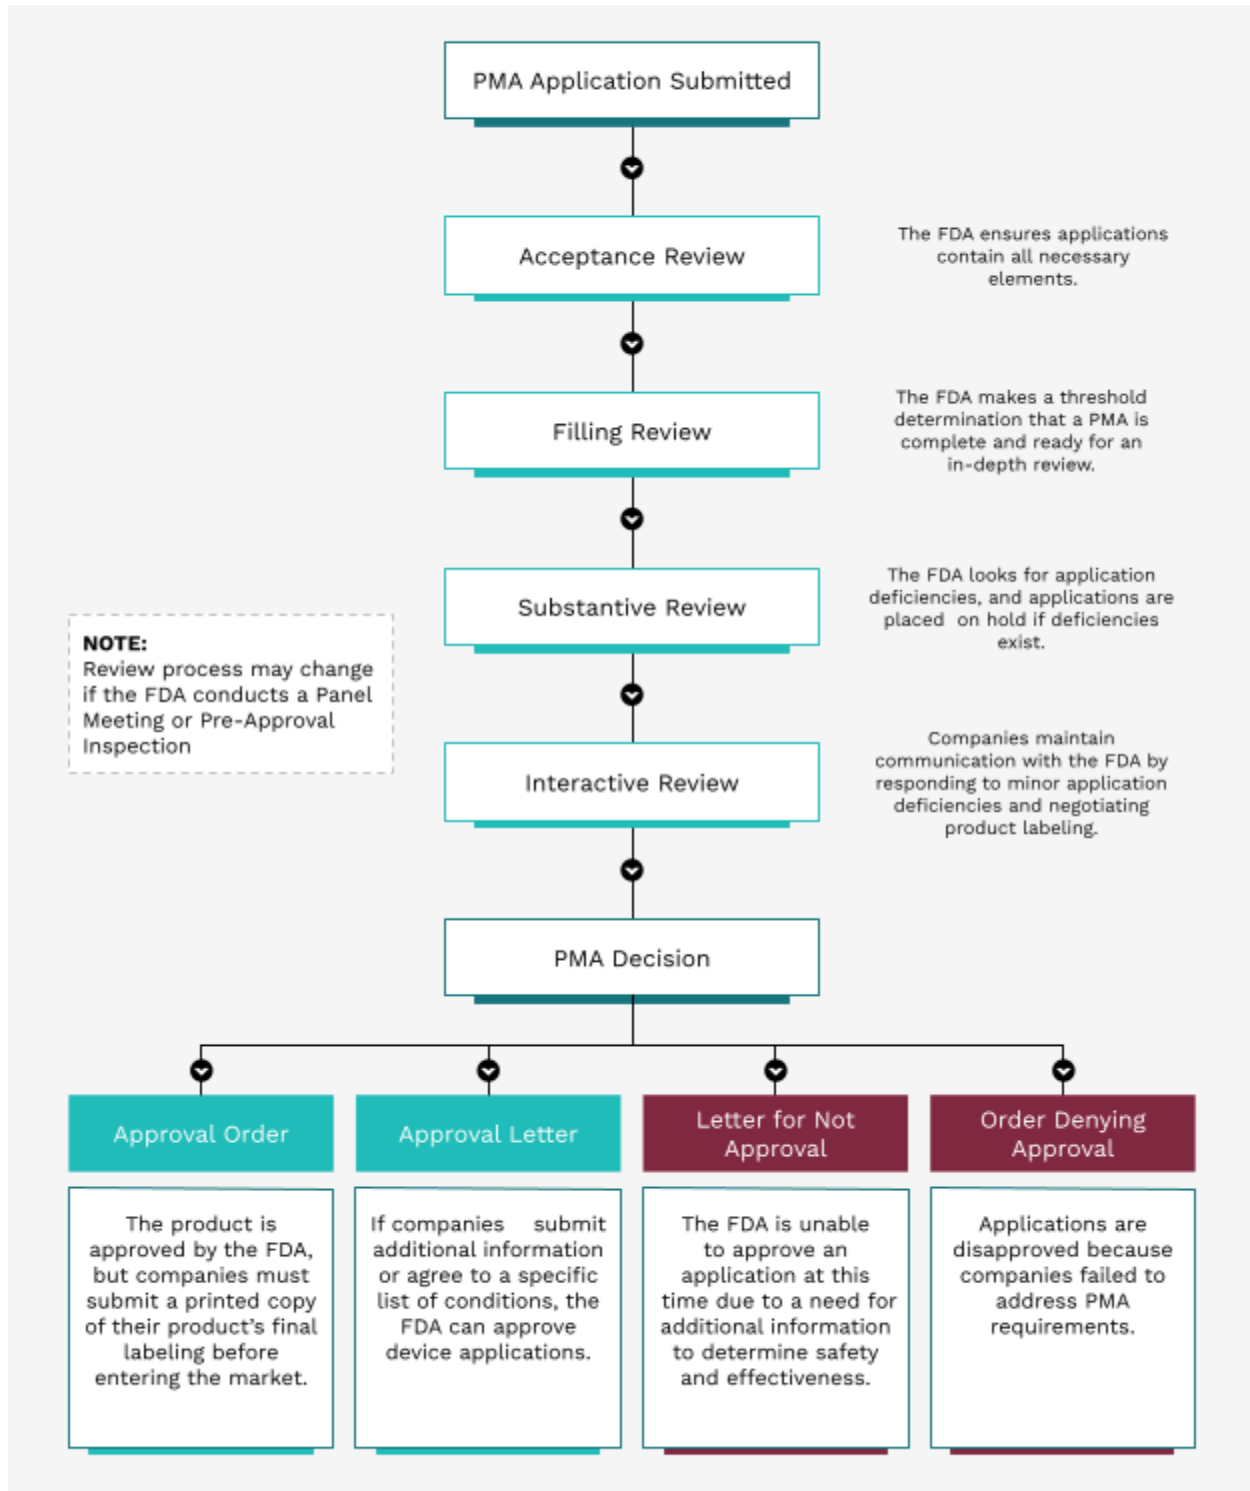 PMA Application Submitted
Acceptance Review
The FDA ensures applications
contain all necessary
elements.
Filling Review
The FDA makes a threshold
determination that a PMA is
complete and ready for an
in-depth review.
Substantive Review
The FDA looks for application
deficiencies, and applications are
placed on hold if deficiencies
exist.
NOTE:
Review process may change
if the FDA conducts a Panel
Meeting or Pre-Approval
Inspection
Interactive Review
Companies maintain
communication with the FDA by
responding to minor application
deficiencies and negotiating
product labeling.
PMA Decision
Approval Order
The product is
approved by the FDA,
but companies must
submit a printed copy
of their product's final
labeling before
entering the market.
Approval Letter
If companies submit
additional information
or agree to a specific
list of conditions, the
FDA can approve
device applications.
Letter for Not
Approval
The FDA is unable
to approve an
application at this
time due to a need for
additional information
to determine safety
and effectiveness.
Order Denying
Approval
Applications are
disapproved because
companies failed to
address PMA
requirements.